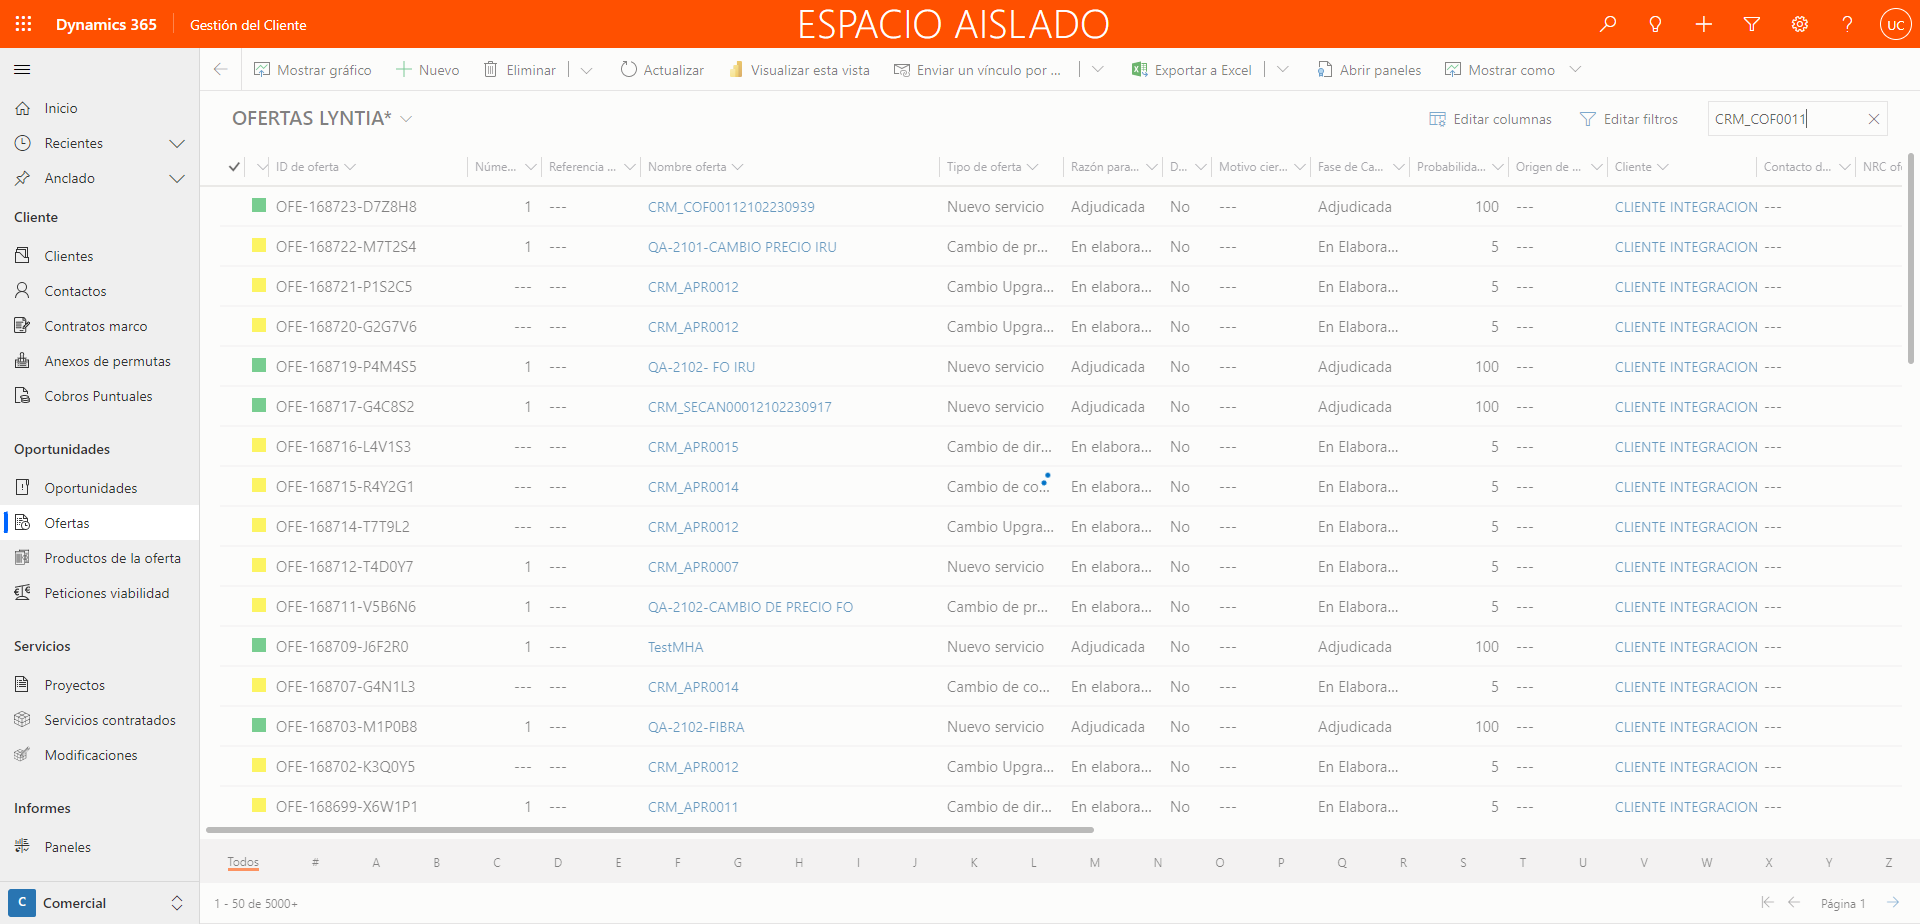 Dynamics 365
Gestión del Cliente
ESPACIO AISLADO
UC
Mostrar gráfico
Nuevo
Eliminar
Actualizar
Visualizar esta vista
Enviar un vínculo por ...
Exportar a Excel
Abrir paneles
Mostrar como
Inicio
Recientes
Anclado
Cliente
Clientes
Contactos
Contratos marco
Anexos de permutas
Cobros Puntuales
Oportunidades
Oportunidades
Ofertas
Productos de la oferta
Peticiones viabilidad
Servicios
Proyectos
Servicios contratados
Modificaciones
Informes
Paneles
C Comercial
OFERTAS LYNTIA*
Editar columnas
Editar filtros
CRM_COF0011
ID de oferta Núme... Referencia ... Nombre oferta Tipo de oferta Razón para... D... Motivo cier... Fase de Ca... Probabilida... Origen de ... Cliente Contacto d... NRC ofe
OFE-168723-D7Z8H8 1 --- CRM_COF00112102230939 Nuevo servicio Adjudicada No --- Adjudicada 100 --- CLIENTE INTEGRACION ---
OFE-168722-M7T2S4 1 --- QA-2101-CAMBIO PRECIO IRU Cambio de pr... En elabora... No --- En Elabora... 5 --- CLIENTE INTEGRACION ---
OFE-168721-P1S2C5 --- --- CRM_APR0012 Cambio Upgra... En elabora... No --- En Elabora... 5 --- CLIENTE INTEGRACION ---
OFE-168720-G2G7V6 --- --- CRM_APR0012 Cambio Upgra... En elabora... No --- En Elabora... 5 --- CLIENTE INTEGRACION ---
OFE-168719-P4M4S5 1 --- QA-2102- FO IRU Nuevo servicio Adjudicada No --- Adjudicada 100 --- CLIENTE INTEGRACION ---
OFE-168717-G4C8S2 1 --- CRM_SECAN00012102230917 Nuevo servicio Adjudicada No --- Adjudicada 100 --- CLIENTE INTEGRACION ---
OFE-168716-L4V1S3 --- --- CRM_APR0015 Cambio de dir... En elabora... No --- En Elabora... 5 --- CLIENTE INTEGRACION ---
OFE-168715-R4Y2G1 --- --- CRM_APR0014 Cambio de co... En elabora... No --- En Elabora... 5 --- CLIENTE INTEGRACION ---
OFE-168714-T7T9L2 --- --- CRM_APR0012 Cambio Upgra... En elabora... No --- En Elabora... 5 --- CLIENTE INTEGRACION ---
OFE-168712-T4D0Y7 1 --- CRM_APR0007 Nuevo servicio En elabora... No --- En Elabora... 5 --- CLIENTE INTEGRACION ---
OFE-168711-V5B6N6 1 --- QA-2102-CAMBIO DE PRECIO FO Cambio de pr... En elabora... No --- En Elabora... 5 --- CLIENTE INTEGRACION ---
OFE-168709-J6F2R0 1 --- TestMHA Nuevo servicio Adjudicada No --- Adjudicada 100 --- CLIENTE INTEGRACION ---
OFE-168707-G4N1L3 --- --- CRM_APR0014 Cambio de co... En elabora... No --- En Elabora... 5 --- CLIENTE INTEGRACION ---
OFE-168703-M1P0B8 1 --- QA-2102-FIBRA Nuevo servicio Adjudicada No --- Adjudicada 100 --- CLIENTE INTEGRACION ---
OFE-168702-K3Q0Y5 --- --- CRM_APR0012 Cambio Upgra... En elabora... No --- En Elabora... 5 --- CLIENTE INTEGRACION ---
OFE-168699-X6W1P1 1 --- CRM_APR0011 Cambio de dir... En elabora... No --- En Elabora... 5 --- CLIENTE INTEGRACION ---
Todos # A B C D E F G H I J K L M N O P Q R S T U V W X Y Z
1 - 50 de 5000+
Página 1